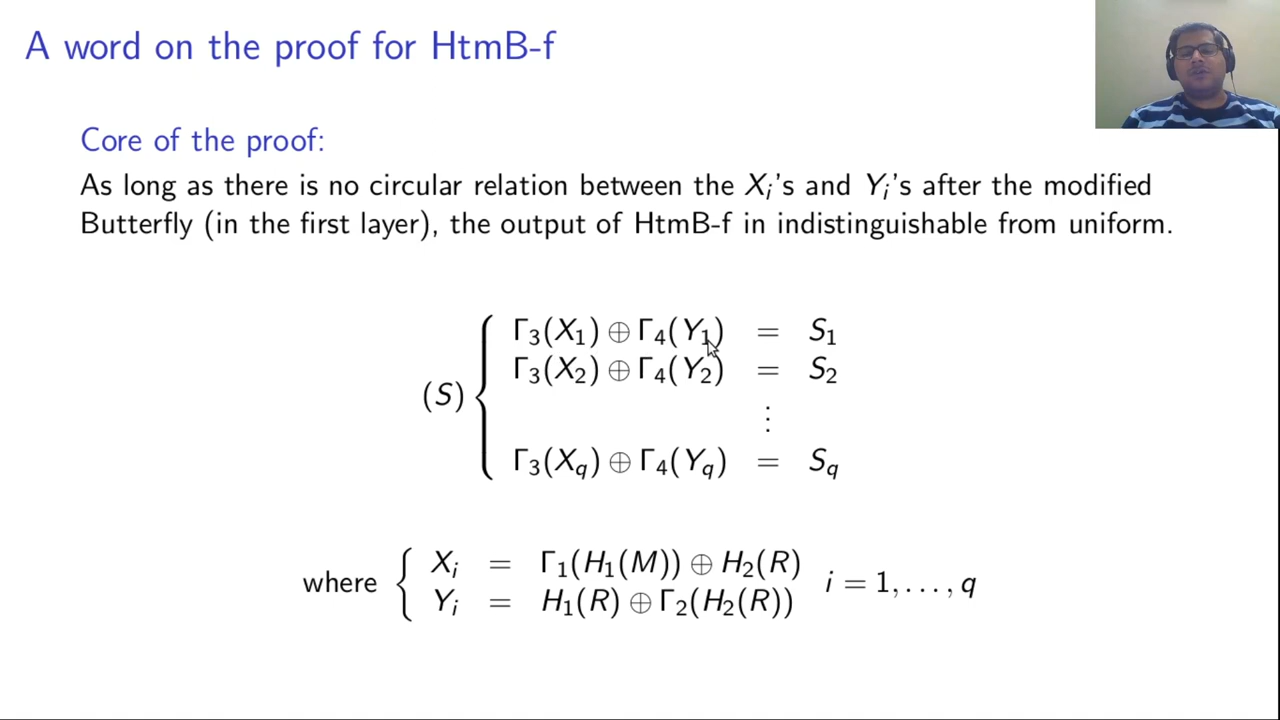 A word on the proof for HtmB-f
Core of the proof:
As long as there is no circular relation between the Xᵢ's and Yᵢ's after the modified
Butterfly (in the first layer), the output of HtmB-f in indistinguishable from uniform.
Γ₃(X₁) ⊕ Γ₄(Y₁) = S₁
Γ₃(X₂) ⊕ Γ₄(Y₂) = S₂
(S) {
⋮
Γ₃(X_q) ⊕ Γ₄(Y_q) = S_q
Xᵢ = Γ₁(H₁(M)) ⊕ H₂(R)
where { i = 1, . . . , q
Yᵢ = H₁(R) ⊕ Γ₂(H₂(R))